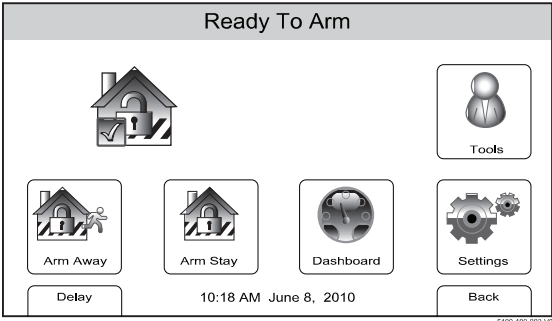 Ready To Arm
Tools
Arm Away
Arm Stay
Dashboard
Settings
Delay
10:18 AM June 8, 2010
Back